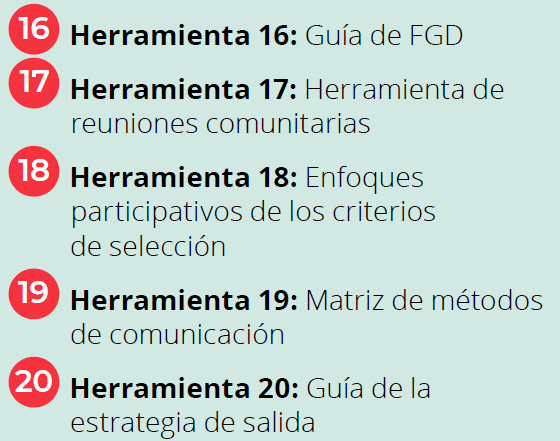 16 Herramienta 16: Guía de FGD
17 Herramienta 17: Herramienta de
reuniones comunitarias
18 Herramienta 18: Enfoques
participativos de los criterios
de selección
19 Herramienta 19: Matriz de métodos
de comunicación
20 Herramienta 20: Guía de la
estrategia de salida